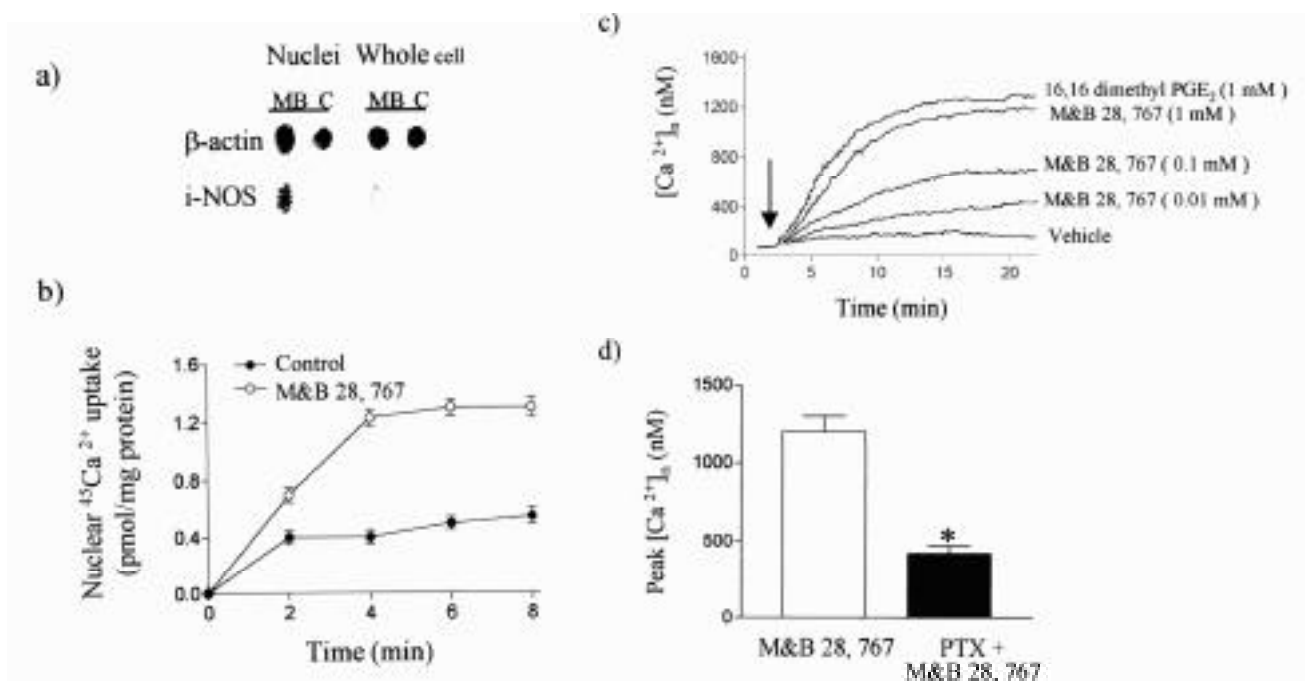 a)
Nuclei Whole cell
MB C MB C
β-actin
i-NOS
b)
Nuclear ⁴⁵Ca ²⁺ uptake
(pmol/mg protein)
1.6
1.2
0.8
0.4
0.0
Control
M&B 28, 767
0 2 4 6 8
Time (min)
c)
[Ca ²⁺]ₙ (nM)
1600
1200
800
400
0
16,16 dimethyl PGE₂ (1 mM )
M&B 28, 767 (1 mM )
M&B 28, 767 ( 0.1 mM )
M&B 28, 767 ( 0.01 mM )
Vehicle
0 5 10 15 20
Time (min)
d)
Peak [Ca ²⁺]ₙ (nM)
1500
1000
500
0
*
M&B 28, 767 PTX +
M&B 28, 767